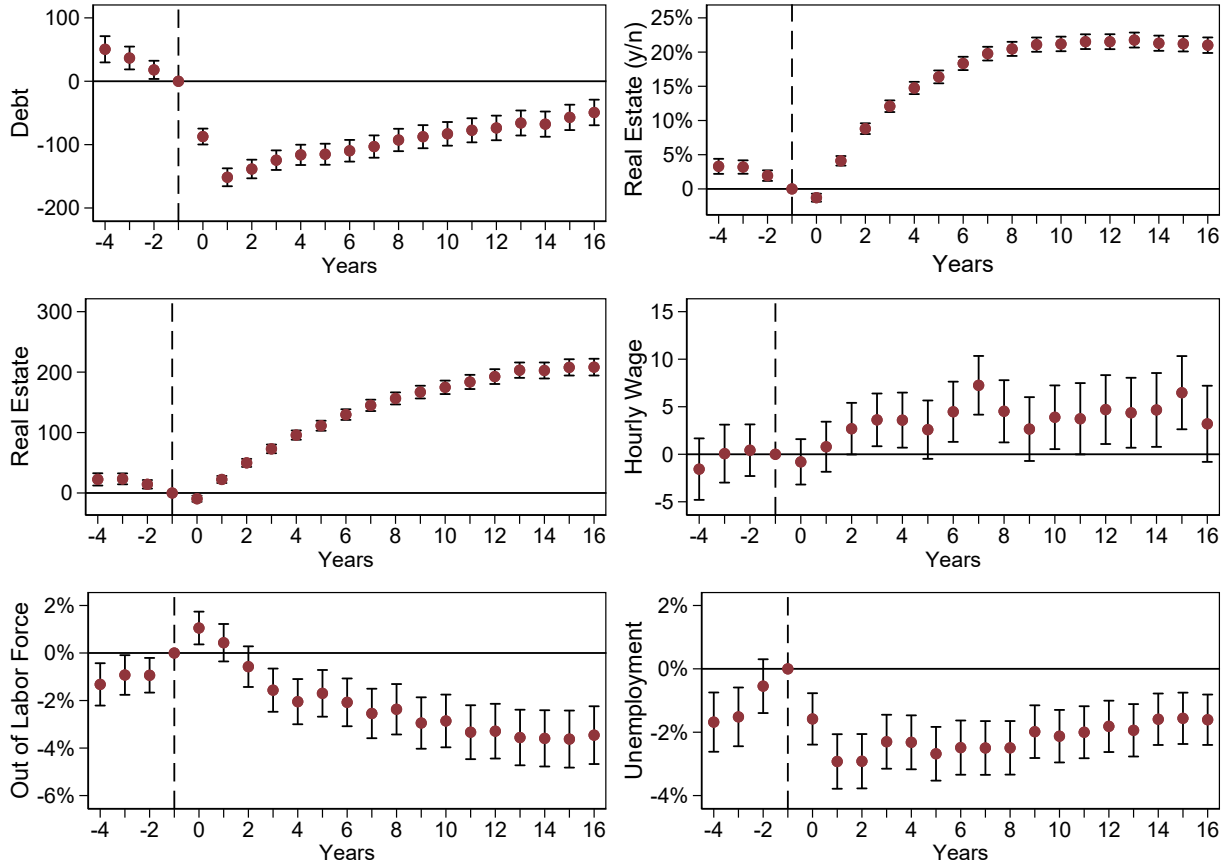 Debt
100
0
-100
-200
-4 -2 0 2 4 6 8 10 12 14 16
Years
Real Estate (y/n)
25%
20%
15%
10%
5%
0
-4 -2 0 2 4 6 8 10 12 14 16
Years
Real Estate
300
200
100
0
-4 -2 0 2 4 6 8 10 12 14 16
Years
Hourly Wage
15
10
5
0
-5
-4 -2 0 2 4 6 8 10 12 14 16
Years
Out of Labor Force
2%
0%
-2%
-4%
-6%
-4 -2 0 2 4 6 8 10 12 14 16
Years
Unemployment
2%
0%
-2%
-4%
-4 -2 0 2 4 6 8 10 12 14 16
Years